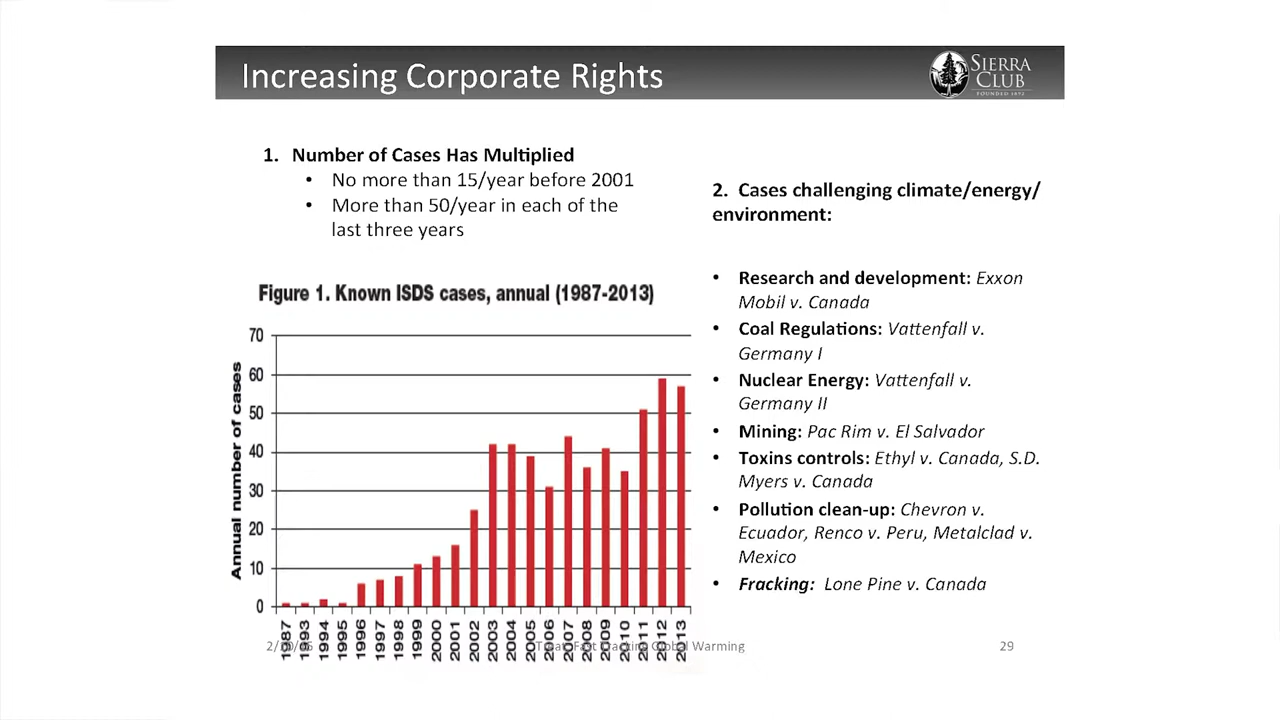 Increasing Corporate Rights
SIERRA
CLUB
FOUNDED 1892
1. Number of Cases Has Multiplied
• No more than 15/year before 2001
• More than 50/year in each of the
last three years
Figure 1. Known ISDS cases, annual (1987-2013)
Annual number of cases
70
60
50
40
30
20
10
0
1987
1993
1994
1995
1996
1997
1998
1999
2000
2001
2002
2003
2004
2005
2006
2007
2008
2009
2010
2011
2012
2013
2. Cases challenging climate/energy/
environment:
• Research and development: Exxon
Mobil v. Canada
• Coal Regulations: Vattenfall v.
Germany I
• Nuclear Energy: Vattenfall v.
Germany II
• Mining: Pac Rim v. El Salvador
• Toxins controls: Ethyl v. Canada, S.D.
Myers v. Canada
• Pollution clean-up: Chevron v.
Ecuador, Renco v. Peru, Metalclad v.
Mexico
• Fracking: Lone Pine v. Canada
Global Warming
29